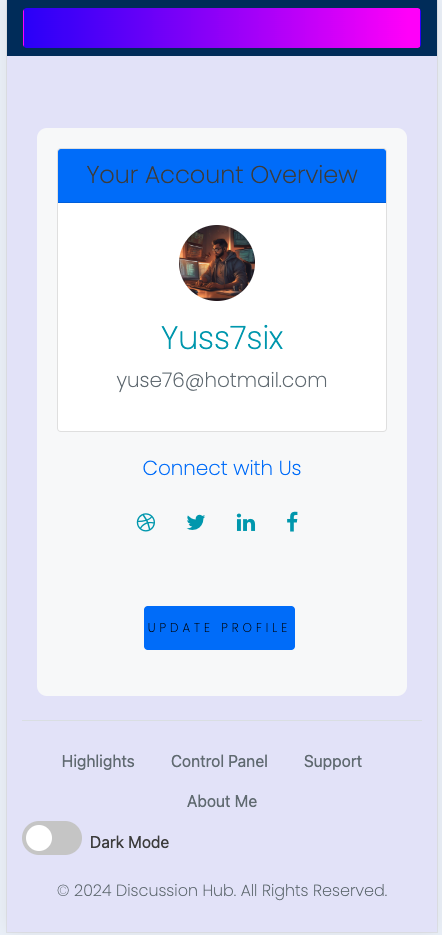 Your Account Overview
Yuss7six
yuse76@hotmail.com
Connect with Us
UPDATE PROFILE
Highlights Control Panel Support
About Me
Dark Mode
© 2024 Discussion Hub. All Rights Reserved.